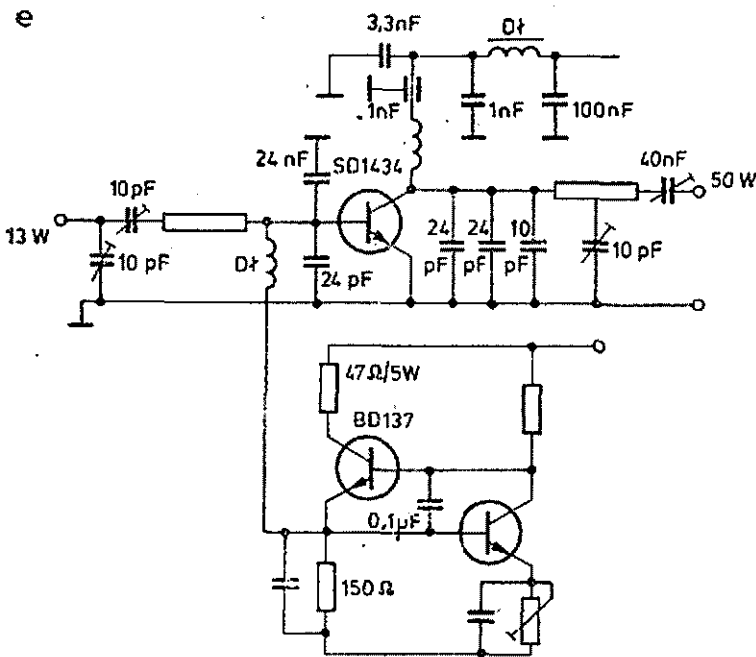 e
3,3nF
Dł
1nF
1nF
100nF
24 nF
SD1434
40nF
50 W
10pF
13 W
10 pF
Dł
24 pF
24 pF
24 pF
10 pF
10 pF
47Ω/5W
BD137
0,1µF
150Ω